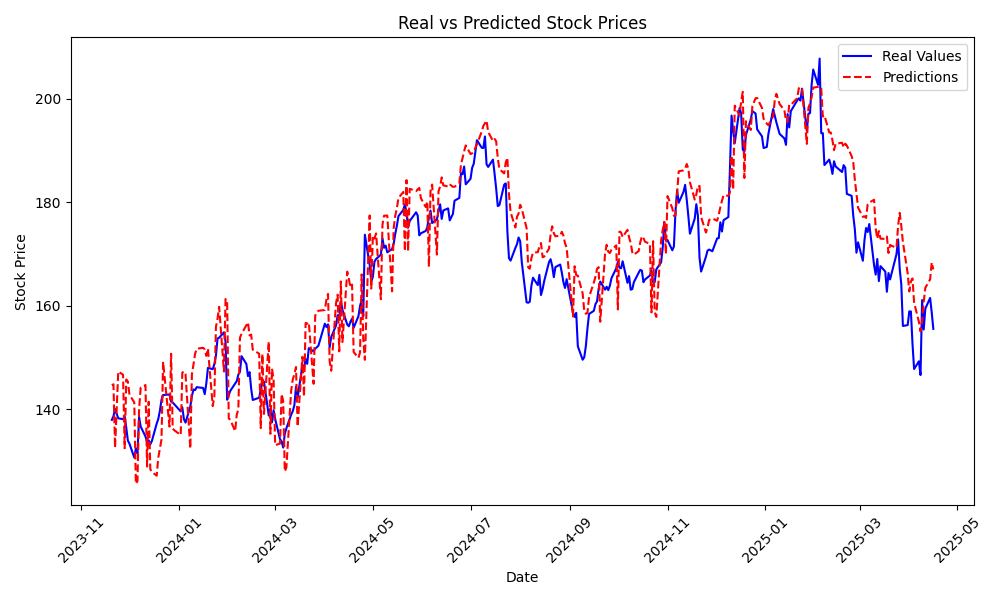 Real vs Predicted Stock Prices
Real Values
Predictions
Stock Price
200
180
160
140
2023-11
2024-01
2024-03
2024-05
2024-07
2024-09
2024-11
2025-01
2025-03
2025-05
Date